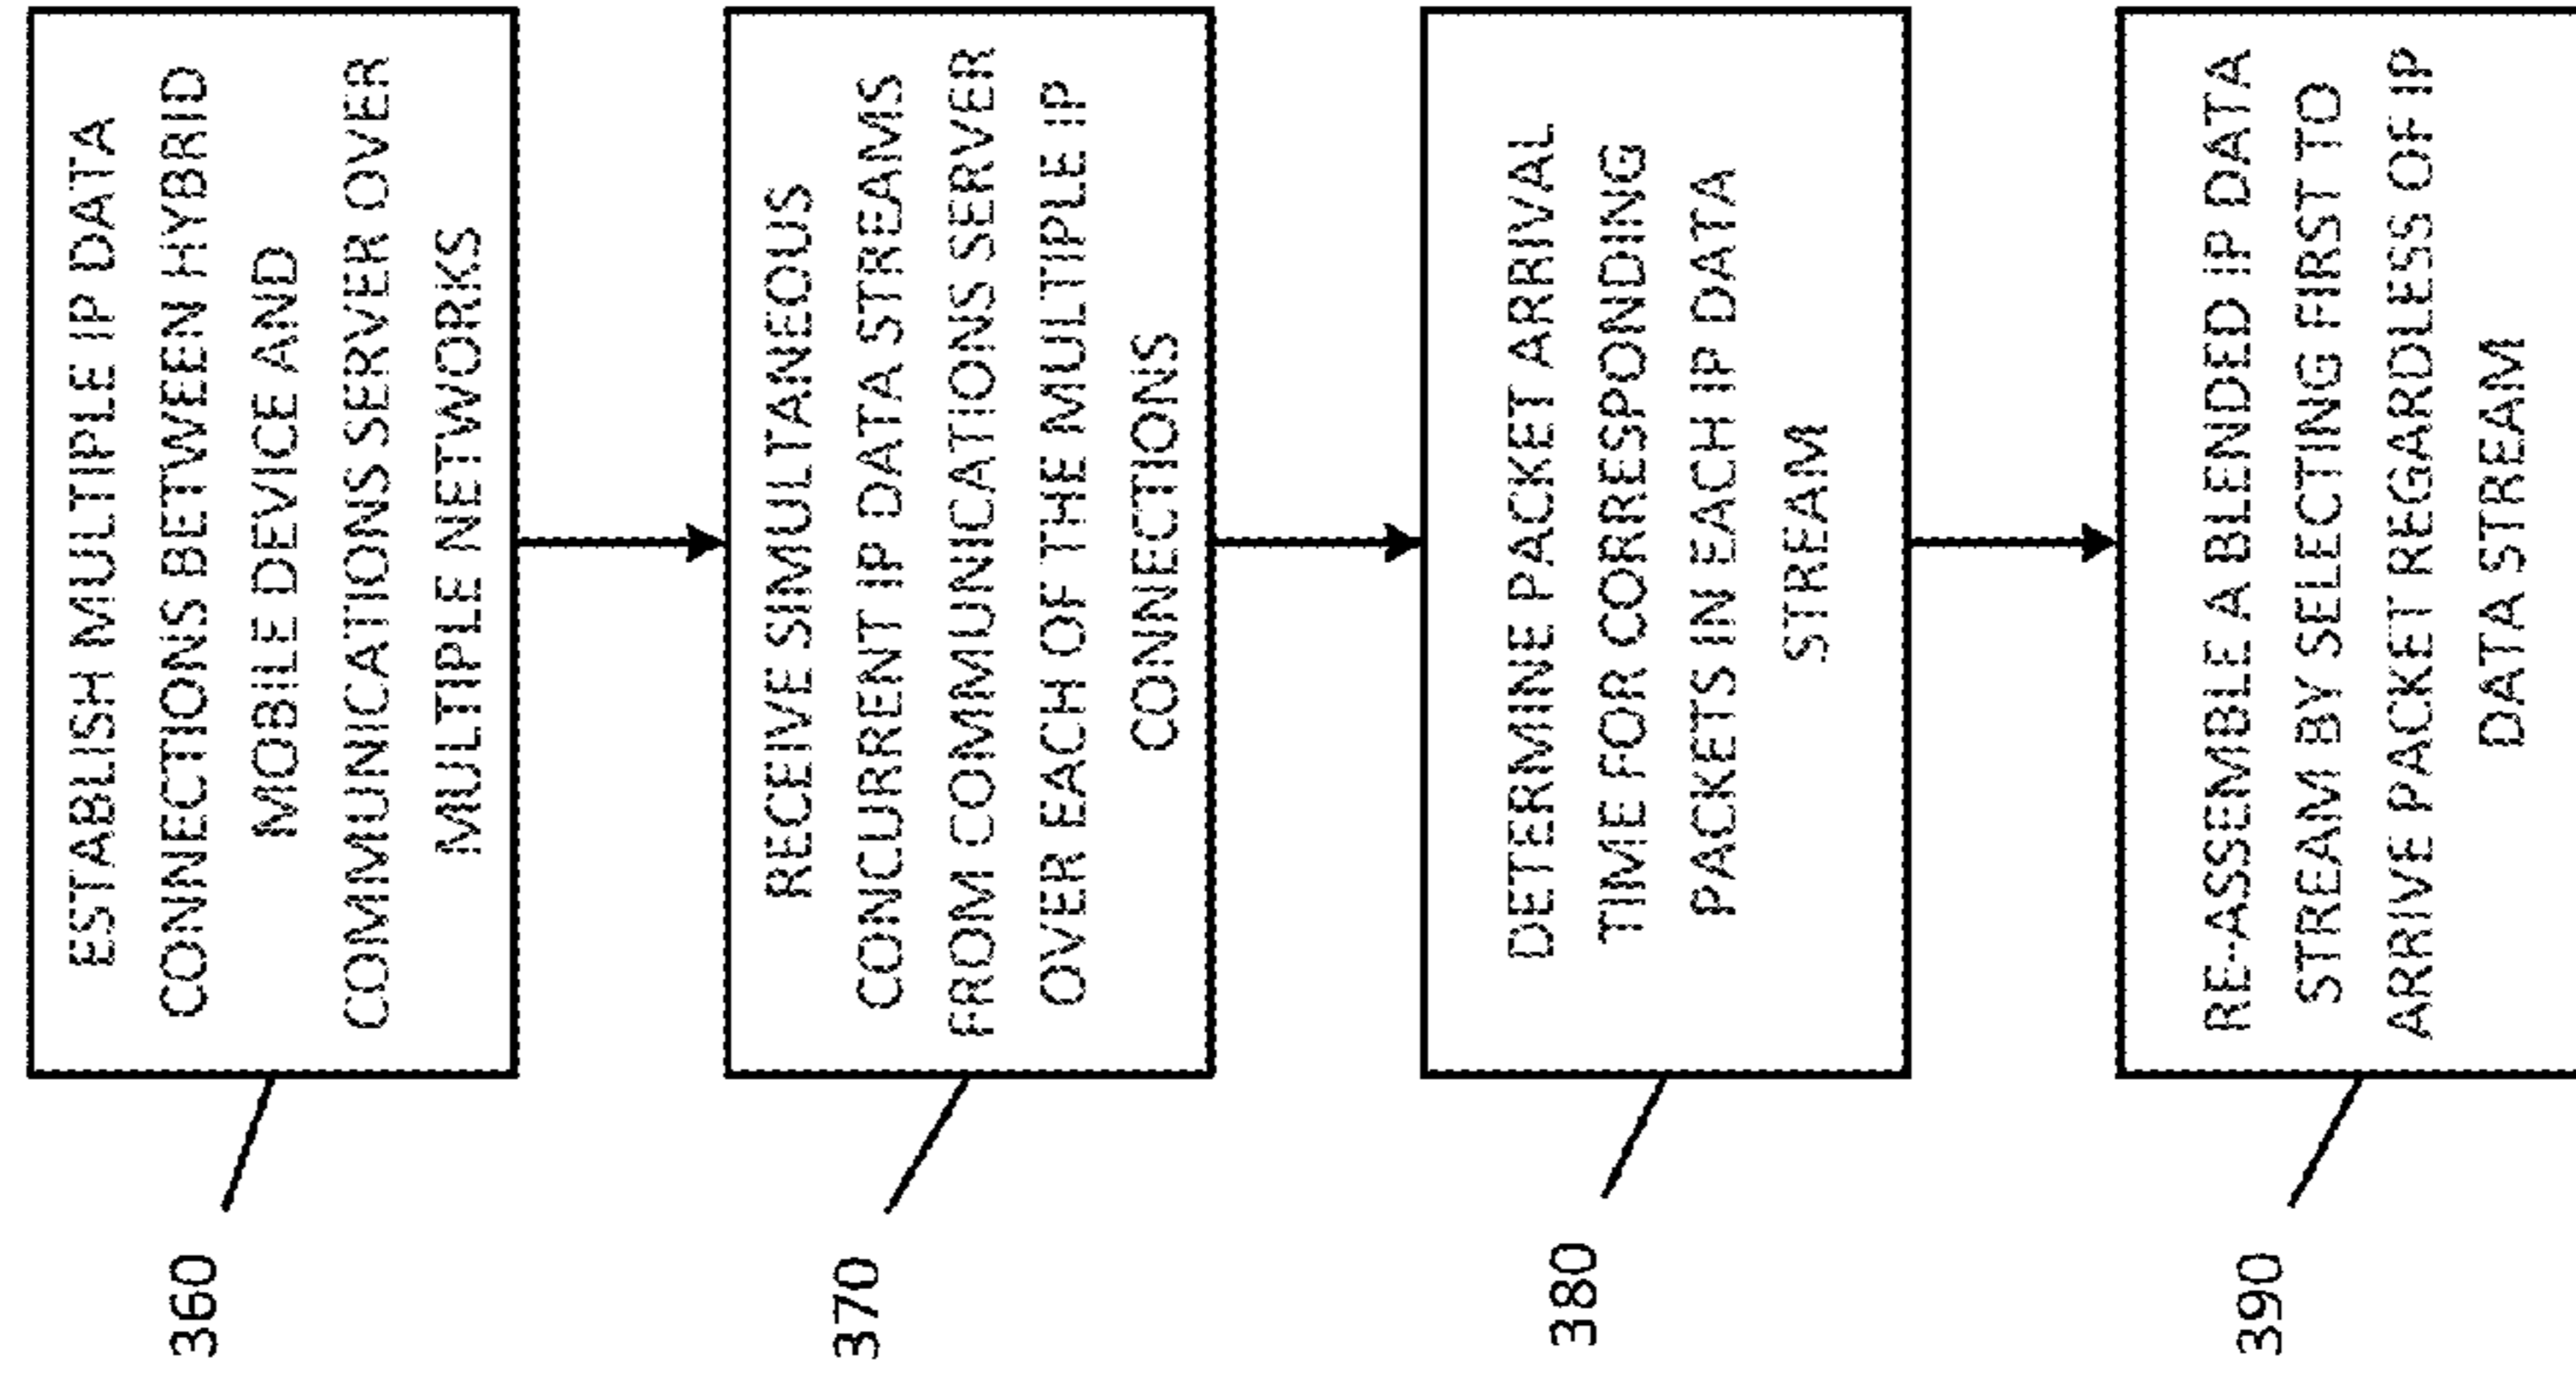 360
ESTABLISH MULTIPLE IP DATA
CONNECTIONS BETWEEN HYBRID
MOBILE DEVICE AND
COMMUNICATIONS SERVER OVER
MULTIPLE NETWORKS
370
RECEIVE SIMULTANEOUS
CONCURRENT IP DATA STREAMS
FROM COMMUNICATIONS SERVER
OVER EACH OF THE MULTIPLE IP
CONNECTIONS
380
DETERMINE PACKET ARRIVAL
TIME FOR CORRESPONDING
PACKETS IN EACH IP DATA
STREAM
390
RE-ASSEMBLE A BLENDED IP DATA
STREAM BY SELECTING FIRST TO
ARRIVE PACKET REGARDLESS OF IP
DATA STREAM